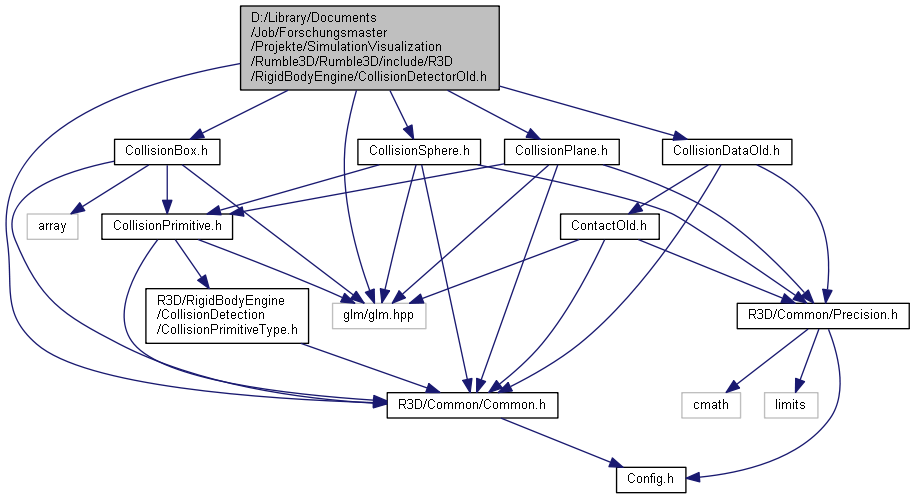 D:/Library/Documents
/Job/Forschungsmaster
/Projekte/SimulationVisualization
/Rumble3D/Rumble3D/include/R3D
/RigidBodyEngine/CollisionDetectorOld.h
CollisionBox.h
CollisionSphere.h
CollisionPlane.h
CollisionDataOld.h
array
CollisionPrimitive.h
ContactOld.h
R3D/RigidBodyEngine
/CollisionDetection
/CollisionPrimitiveType.h
glm/glm.hpp
R3D/Common/Precision.h
R3D/Common/Common.h
cmath
limits
Config.h